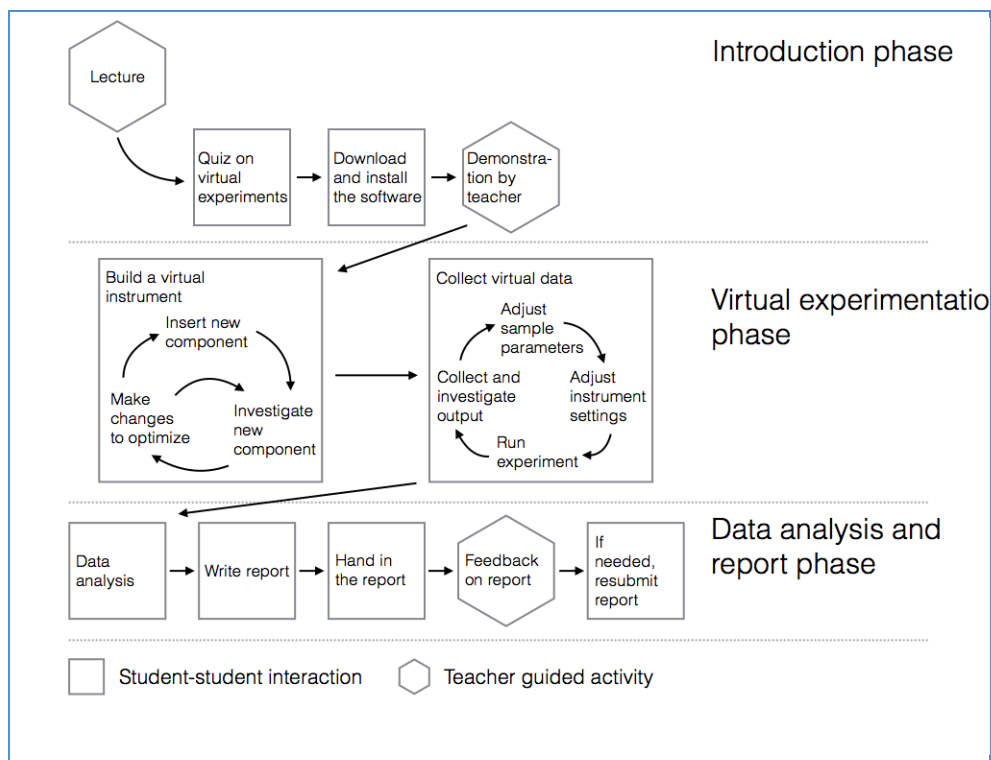 Introduction phase
Lecture
Quiz on
virtual
experiments
Download
and install
the software
Demonstra-
tion by
teacher
Virtual experimentatio
phase
Build a virtual
instrument
Insert new
component
Make
changes
to optimize
Investigate
new
component
Collect virtual data
Adjust
sample
parameters
Collect and
investigate
output
Adjust
instrument
settings
Run
experiment
Data analysis and
report phase
Data
analysis
Write report
Hand in
the report
Feedback
on report
If
needed,
resubmit
report
Student-student interaction
Teacher guided activity